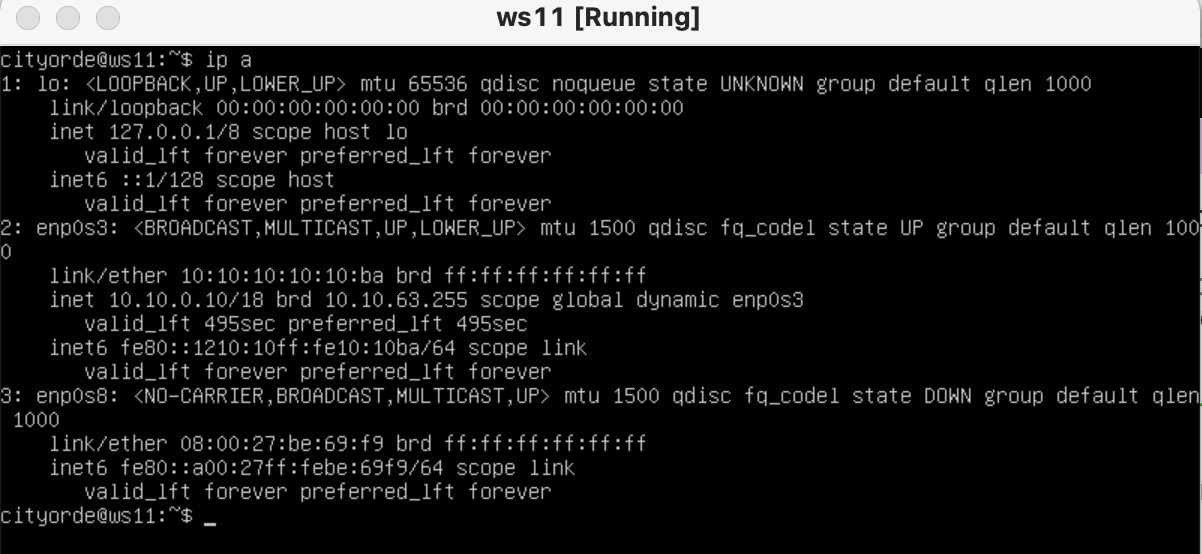 ws11 [Running]
cityorde@ws11:~$ ip a
1: lo: <LOOPBACK,UP,LOWER_UP> mtu 65536 qdisc noqueue state UNKNOWN group default qlen 1000
    link/loopback 00:00:00:00:00:00 brd 00:00:00:00:00:00
    inet 127.0.0.1/8 scope host lo
       valid_lft forever preferred_lft forever
    inet6 ::1/128 scope host
       valid_lft forever preferred_lft forever
2: enp0s3: <BROADCAST,MULTICAST,UP,LOWER_UP> mtu 1500 qdisc fq_codel state UP group default qlen 100
0
    link/ether 10:10:10:10:10:ba brd ff:ff:ff:ff:ff:ff
    inet 10.10.0.10/18 brd 10.10.63.255 scope global dynamic enp0s3
       valid_lft 495sec preferred_lft 495sec
    inet6 fe80::1210:10ff:fe10:10ba/64 scope link
       valid_lft forever preferred_lft forever
3: enp0s8: <NO-CARRIER,BROADCAST,MULTICAST,UP> mtu 1500 qdisc fq_codel state DOWN group default qlen
 1000
    link/ether 08:00:27:be:69:f9 brd ff:ff:ff:ff:ff:ff
    inet6 fe80::a00:27ff:febe:69f9/64 scope link
       valid_lft forever preferred_lft forever
cityorde@ws11:~$ _